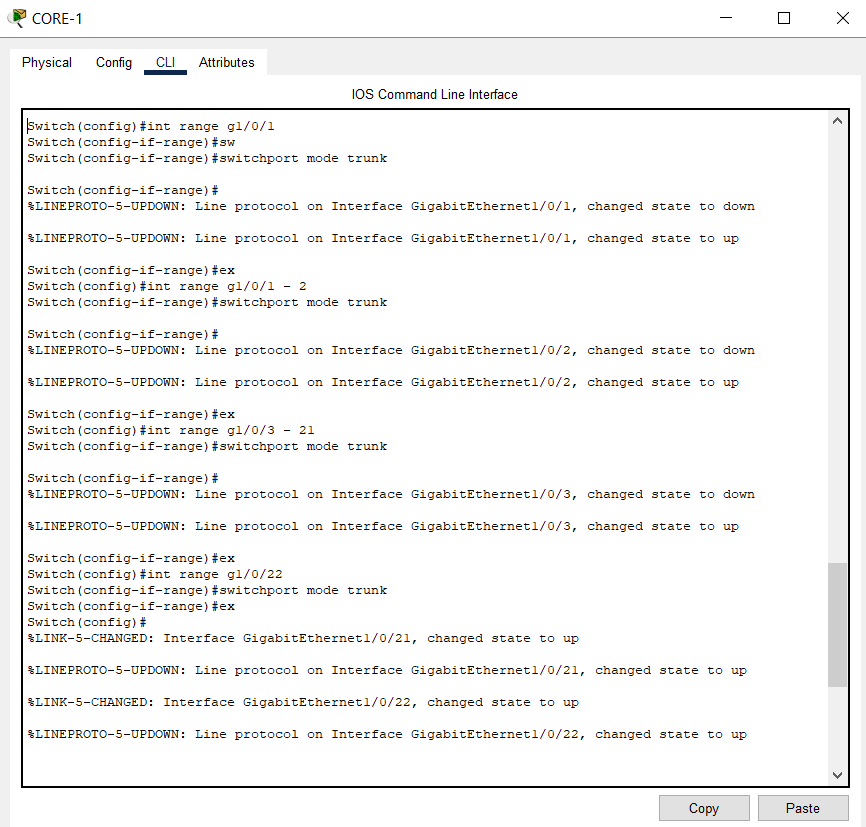 CORE-1
Physical Config CLI Attributes
IOS Command Line Interface
Switch(config)#int range g1/0/1
Switch(config-if-range)#sw
Switch(config-if-range)#switchport mode trunk
Switch(config-if-range)#
%LINEPROTO-5-UPDOWN: Line protocol on Interface GigabitEthernet1/0/1, changed state to down
%LINEPROTO-5-UPDOWN: Line protocol on Interface GigabitEthernet1/0/1, changed state to up
Switch(config-if-range)#ex
Switch(config)#int range g1/0/1 - 2
Switch(config-if-range)#switchport mode trunk
Switch(config-if-range)#
%LINEPROTO-5-UPDOWN: Line protocol on Interface GigabitEthernet1/0/2, changed state to down
%LINEPROTO-5-UPDOWN: Line protocol on Interface GigabitEthernet1/0/2, changed state to up
Switch(config-if-range)#ex
Switch(config)#int range g1/0/3 - 21
Switch(config-if-range)#switchport mode trunk
Switch(config-if-range)#
%LINEPROTO-5-UPDOWN: Line protocol on Interface GigabitEthernet1/0/3, changed state to down
%LINEPROTO-5-UPDOWN: Line protocol on Interface GigabitEthernet1/0/3, changed state to up
Switch(config-if-range)#ex
Switch(config)#int range g1/0/22
Switch(config-if-range)#switchport mode trunk
Switch(config-if-range)#ex
Switch(config)#
%LINK-5-CHANGED: Interface GigabitEthernet1/0/21, changed state to up
%LINEPROTO-5-UPDOWN: Line protocol on Interface GigabitEthernet1/0/21, changed state to up
%LINK-5-CHANGED: Interface GigabitEthernet1/0/22, changed state to up
%LINEPROTO-5-UPDOWN: Line protocol on Interface GigabitEthernet1/0/22, changed state to up
Copy Paste